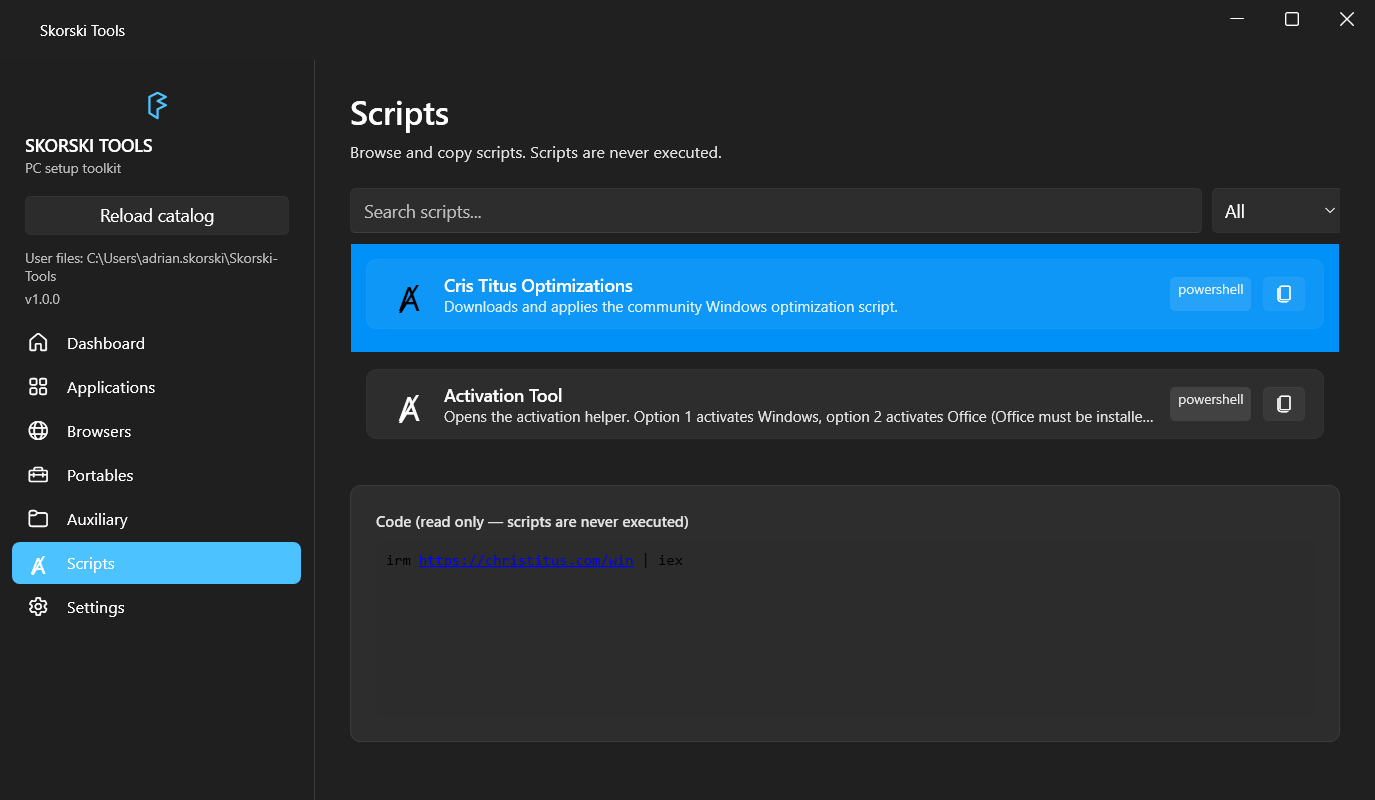 Skorski Tools
SKORSKI TOOLS
PC setup toolkit
Reload catalog
User files: C:\Users\adrian.skorski\Skorski-
Tools
v1.0.0
Dashboard
Applications
Browsers
Portables
Auxiliary
Scripts
Settings
Scripts
Browse and copy scripts. Scripts are never executed.
Search scripts...
All
Cris Titus Optimizations
Downloads and applies the community Windows optimization script.
powershell
Activation Tool
Opens the activation helper. Option 1 activates Windows, option 2 activates Office (Office must be installe...
powershell
Code (read only — scripts are never executed)
irm https://christitus.com/win | iex